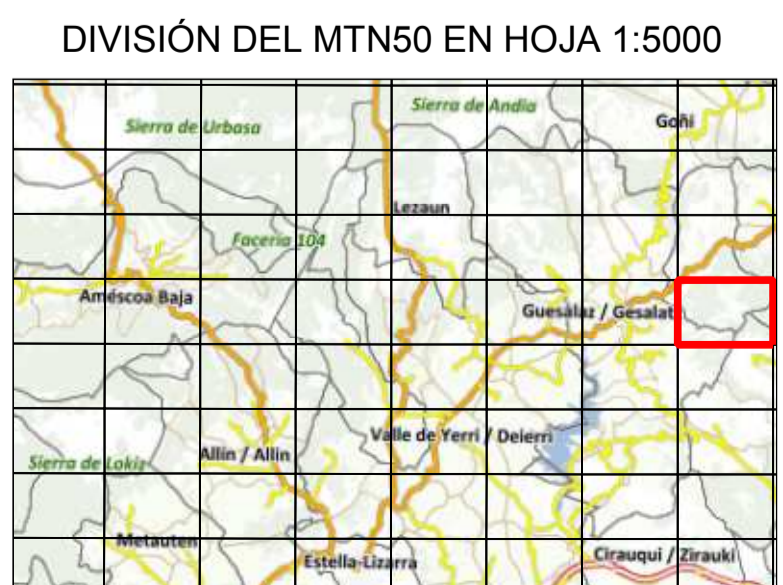 DIVISIÓN DEL MTN50 EN HOJA 1:5000
Sierra de Andia
Sierra de Urbasa
Goñi
Lezaun
Facería 104
Améscoa Baja
Guesálaz / Gesalatz
Valle de Yerri / Deierri
Allín / Allin
Sierra de Lokiz
Metauten
Estella-Lizarra
Cirauqui / Zirauki